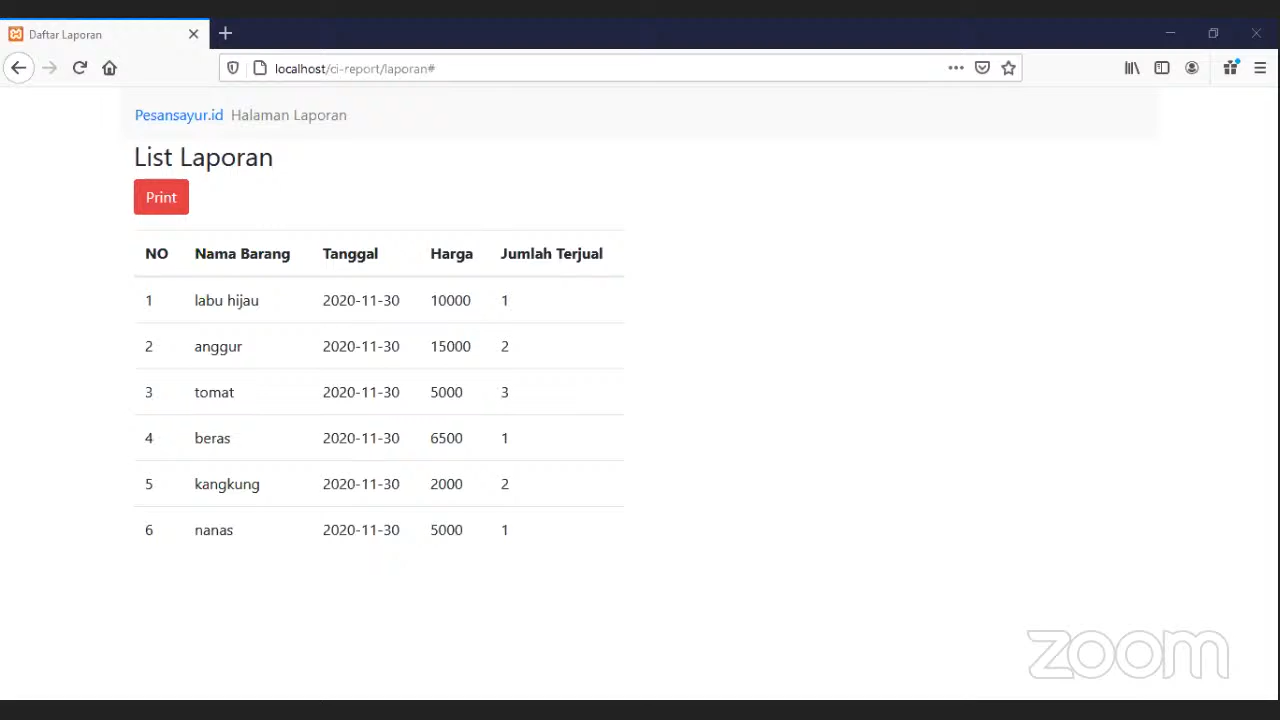 Daftar Laporan
localhost/ci-report/laporan#
Pesansayur.id Halaman Laporan
List Laporan
Print
NO Nama Barang Tanggal Harga Jumlah Terjual
1 labu hijau 2020-11-30 10000 1
2 anggur 2020-11-30 15000 2
3 tomat 2020-11-30 5000 3
4 beras 2020-11-30 6500 1
5 kangkung 2020-11-30 2000 2
6 nanas 2020-11-30 5000 1
zoom